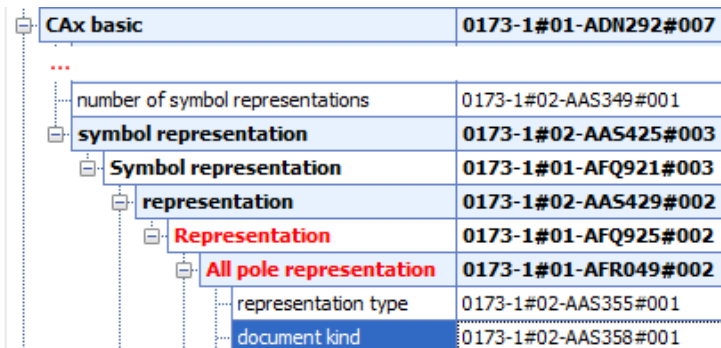 CAx basic 0173-1#01-ADN292#007
...
number of symbol representations 0173-1#02-AAS349#001
symbol representation 0173-1#02-AAS425#003
Symbol representation 0173-1#01-AFQ921#003
representation 0173-1#02-AAS429#002
Representation 0173-1#01-AFQ925#002
All pole representation 0173-1#01-AFR049#002
representation type 0173-1#02-AAS355#001
document kind 0173-1#02-AAS358#001